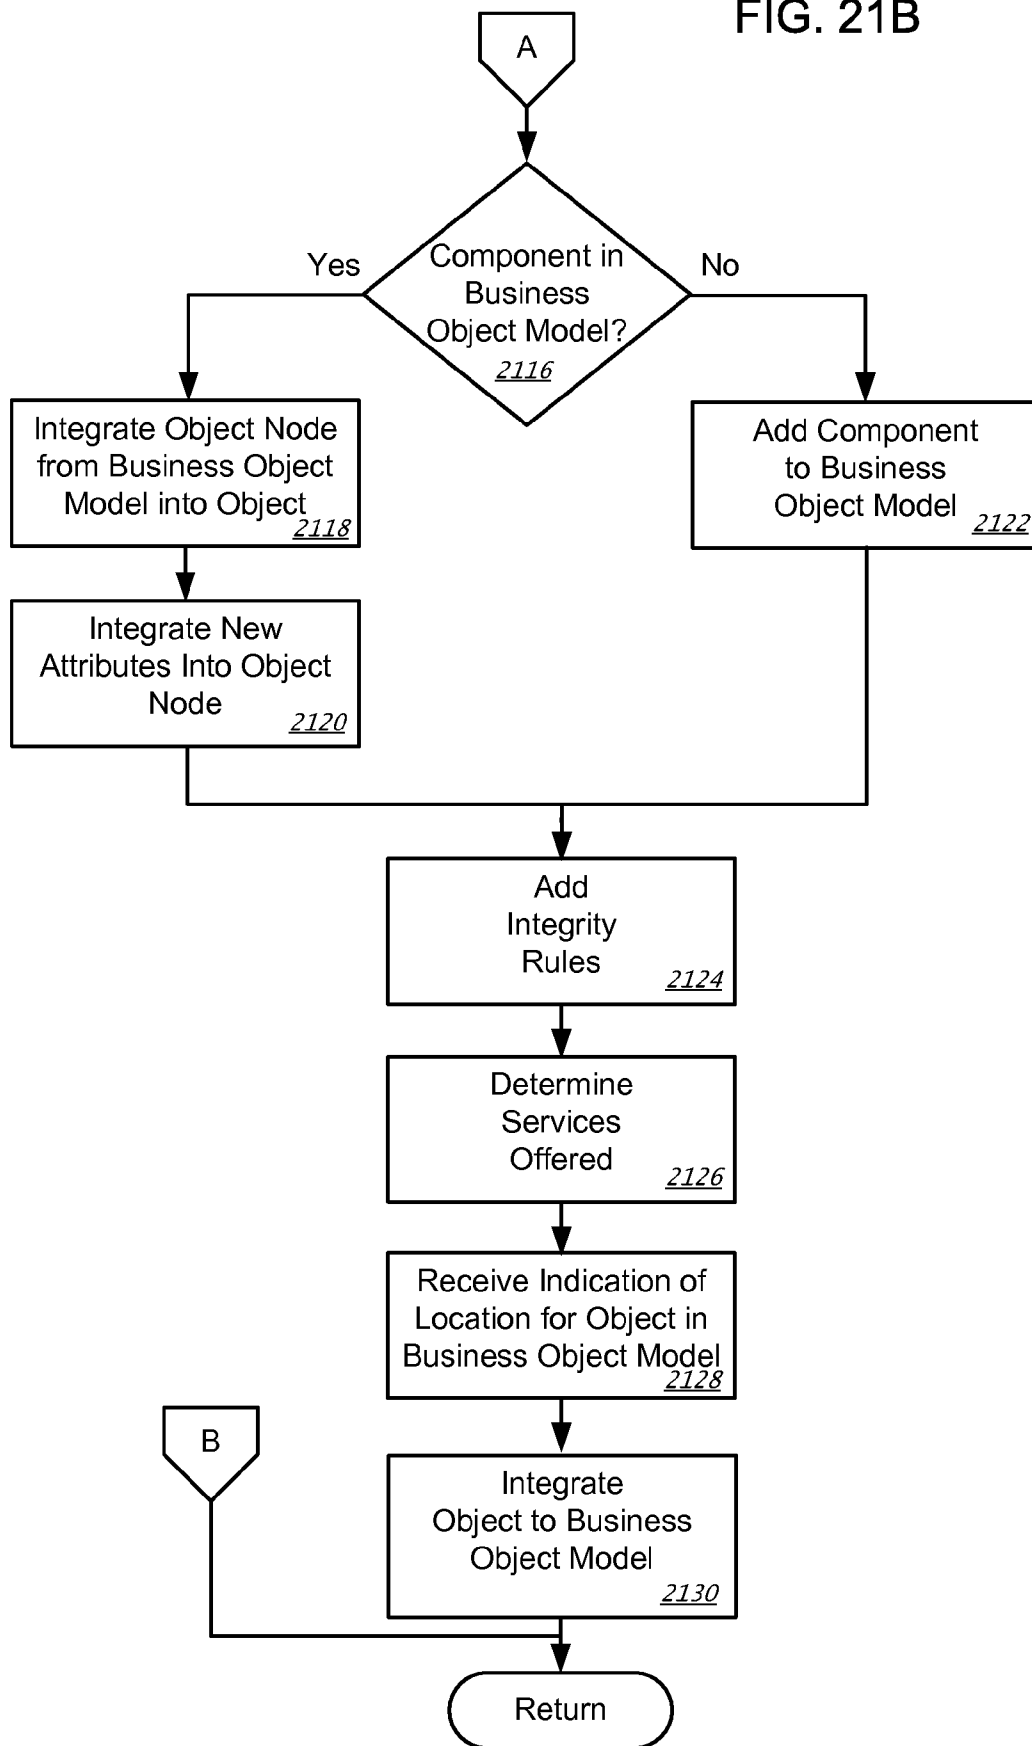 FIG. 21B
A
Component in
Business
Object Model?
2116
Yes
No
Integrate Object Node
from Business Object
Model into Object
2118
Add Component
to Business
Object Model
2122
Integrate New
Attributes Into Object
Node
2120
Add
Integrity
Rules
2124
Determine
Services
Offered
2126
Receive Indication of
Location for Object in
Business Object Model
2128
B
Integrate
Object to Business
Object Model
2130
Return